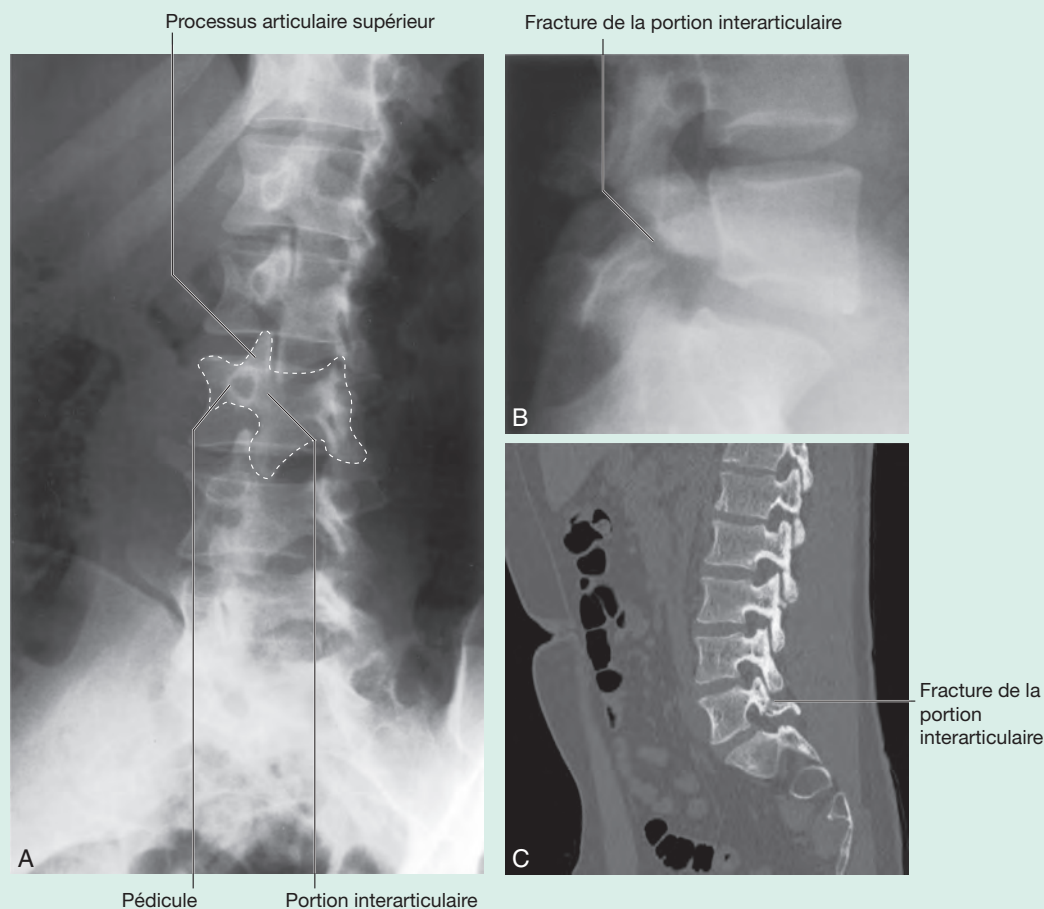 Processus articulaire supérieur
Fracture de la portion interarticulaire
A
B
Fracture de la
portion
interarticulaire
C
Pédicule
Portion interarticulaire